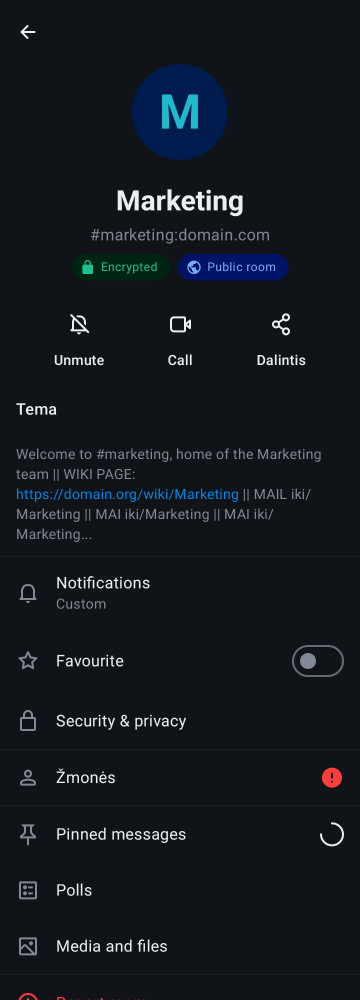 M
Marketing
#marketing:domain.com
Encrypted
Public room
Unmute
Call
Dalintis
Tema
Welcome to #marketing, home of the Marketing
team || WIKI PAGE:
https://domain.org/wiki/Marketing || MAIL iki/
Marketing || MAI iki/Marketing || MAI iki/
Marketing...
Notifications
Custom
Favourite
Security & privacy
Žmonės
Pinned messages
Polls
Media and files